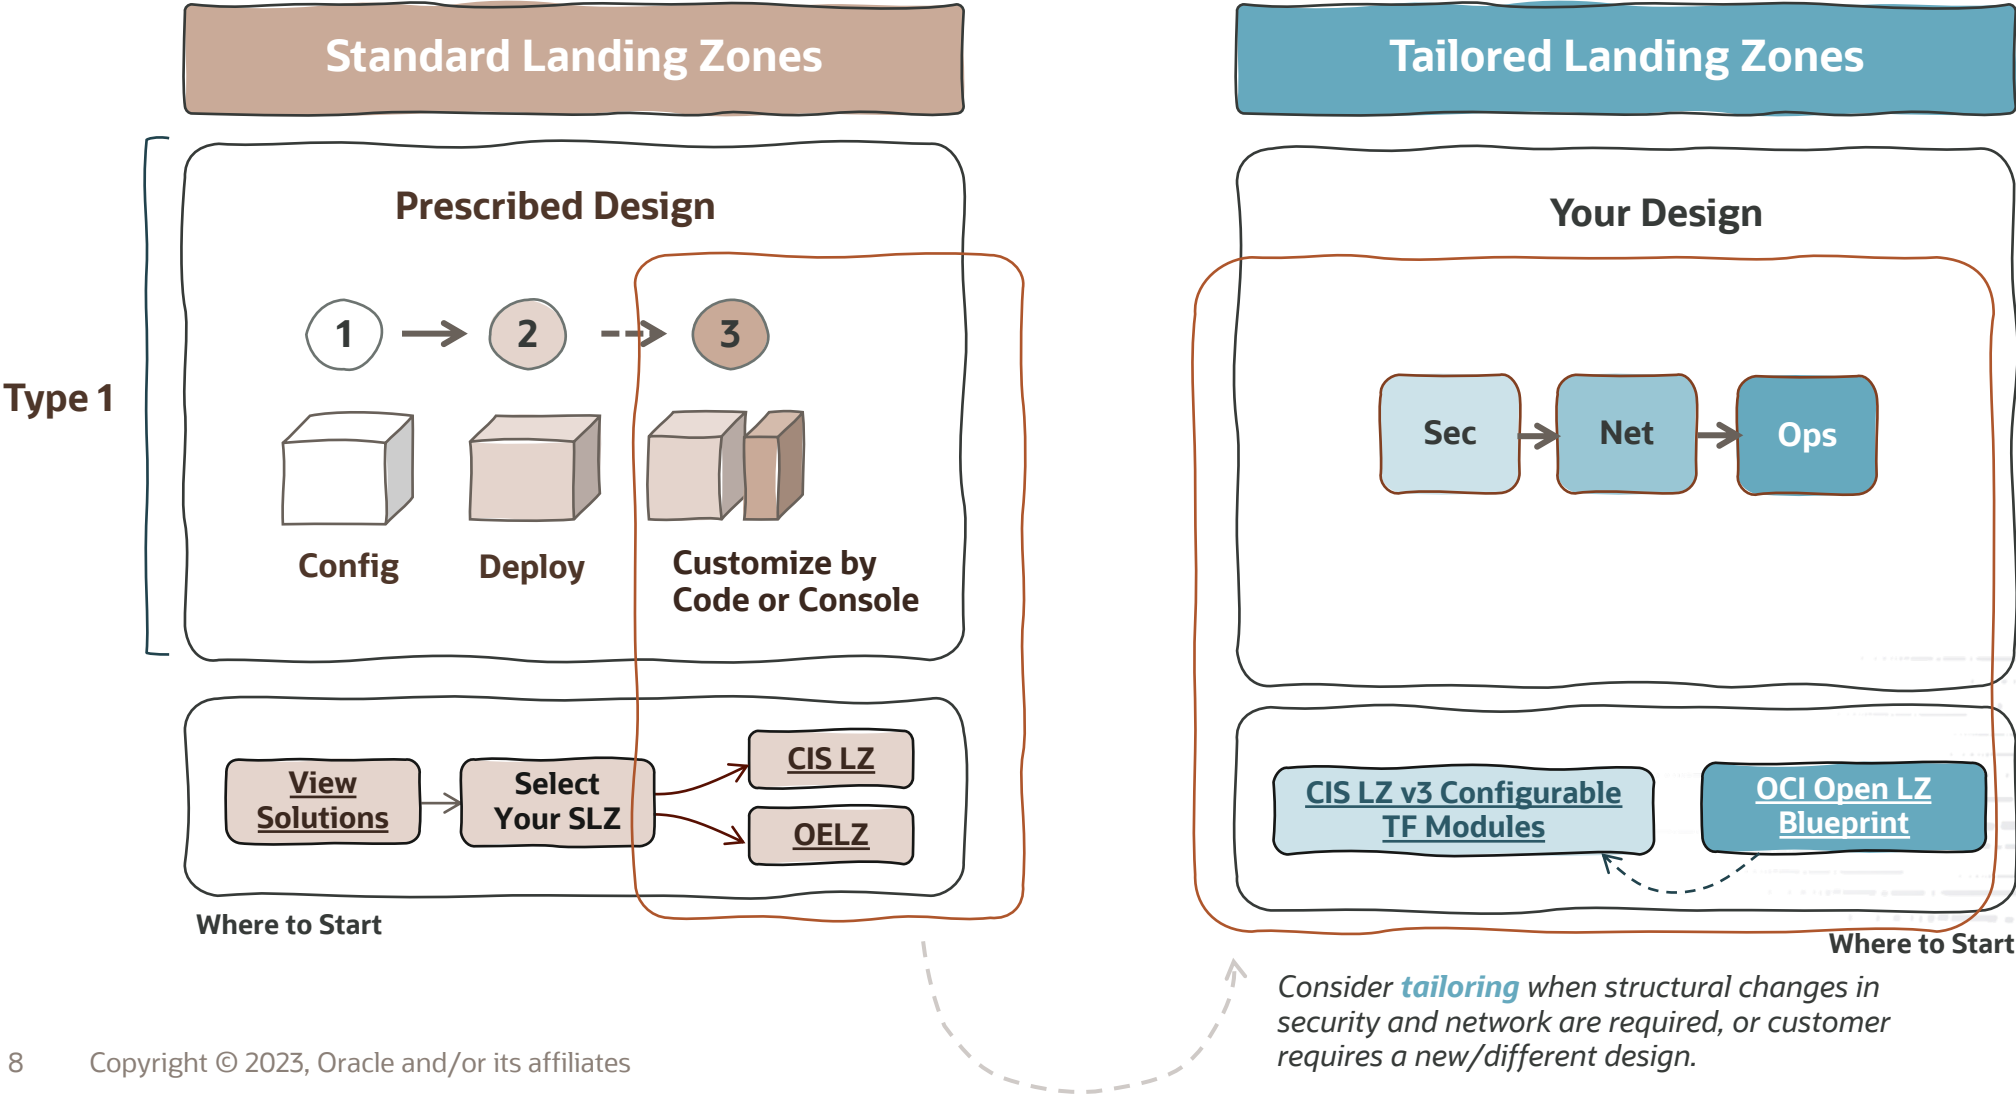 Standard Landing Zones
Prescribed Design
Type 1
1
2
3
Config
Deploy
Customize by
Code or Console
View
Solutions
Select
Your SLZ
CIS LZ
OELZ
Where to Start
Tailored Landing Zones
Your Design
Sec
Net
Ops
CIS LZ v3 Configurable
TF Modules
OCI Open LZ
Blueprint
Where to Start
Consider tailoring when structural changes in
security and network are required, or customer
requires a new/different design.
8 Copyright © 2023, Oracle and/or its affiliates